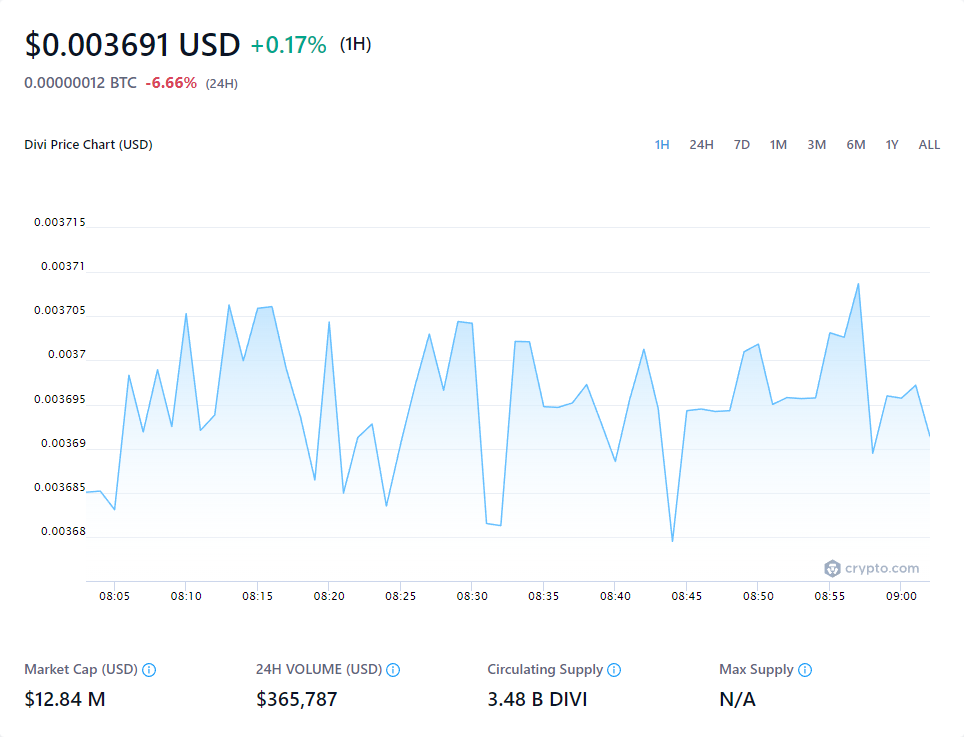 $0.003691 USD +0.17% (1H)
0.00000012 BTC -6.66% (24H)
Divi Price Chart (USD)
1H 24H 7D 1M 3M 6M 1Y ALL
0.003715
0.00371
0.003705
0.0037
0.003695
0.00369
0.003685
0.00368
crypto.com
08:05 08:10 08:15 08:20 08:25 08:30 08:35 08:40 08:45 08:50 08:55 09:00
Market Cap (USD) 24H VOLUME (USD) Circulating Supply Max Supply
$12.84 M $365,787 3.48 B DIVI N/A